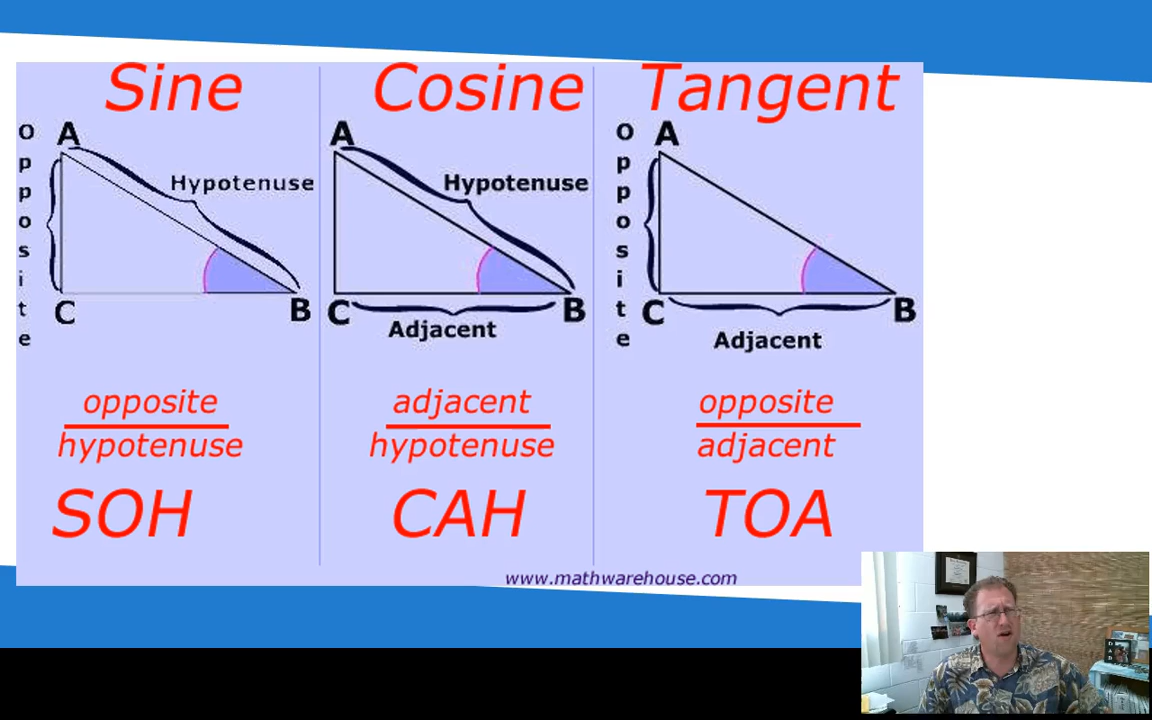 Sine
Opposite
A
Hypotenuse
C
B
opposite
hypotenuse
SOH
Cosine
A
Hypotenuse
C
B
Adjacent
adjacent
hypotenuse
CAH
Tangent
Opposite
A
C
B
Adjacent
opposite
adjacent
TOA
www.mathwarehouse.com
DAD